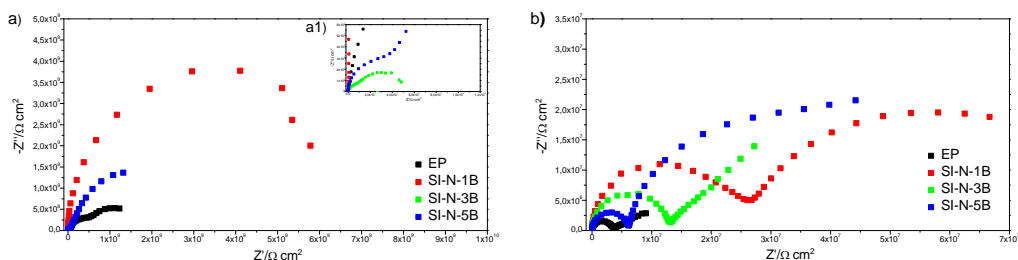 a)
5,0x10⁹
4,5x10⁹
4,0x10⁹
3,5x10⁹
3,0x10⁹
2,5x10⁹
2,0x10⁹
1,5x10⁹
1,0x10⁹
5,0x10⁸
0,0
-Z''/Ω cm2
0
1x10⁹
2x10⁹
3x10⁹
4x10⁹
5x10⁹
6x10⁹
7x10⁹
8x10⁹
9x10⁹
1x10¹⁰
Z'/Ω cm2
EP
SI-N-1B
SI-N-3B
SI-N-5B
a1)
b)
3,5x10⁷
3,0x10⁷
2,5x10⁷
2,0x10⁷
1,5x10⁷
1,0x10⁷
5,0x10⁶
0,0
-Z''/Ω cm2
0
1x10⁷
2x10⁷
3x10⁷
4x10⁷
5x10⁷
6x10⁷
7x10⁷
Z'/Ω cm2
EP
SI-N-1B
SI-N-3B
SI-N-5B